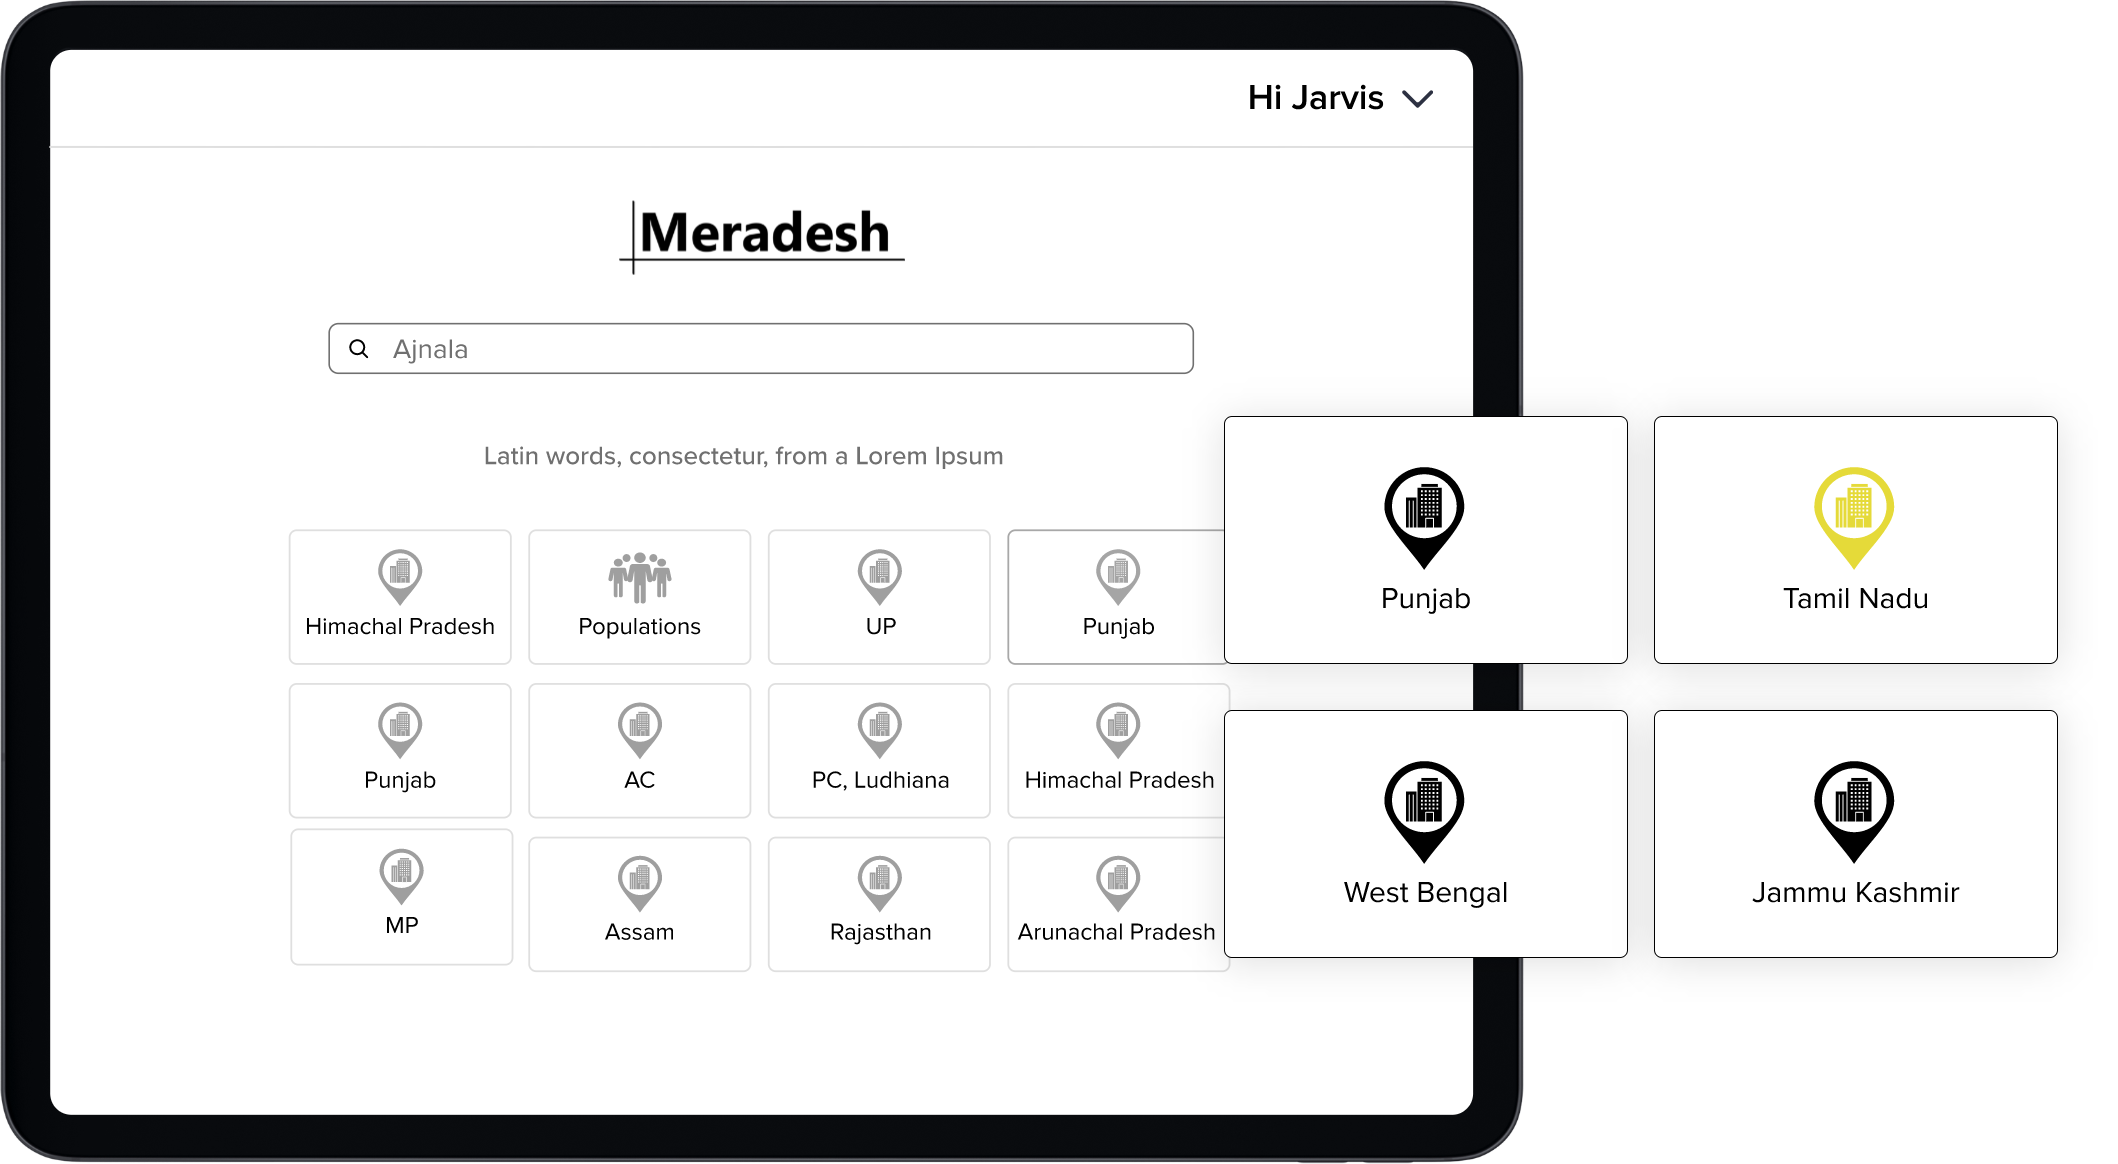 Hi Jarvis
Meradesh
Ajnala
Latin words, consectetur, from a Lorem Ipsum
Himachal Pradesh
Populations
UP
Punjab
Punjab
AC
PC, Ludhiana
Himachal Pradesh
MP
Assam
Rajasthan
Arunachal Pradesh
Punjab
Tamil Nadu
West Bengal
Jammu Kashmir